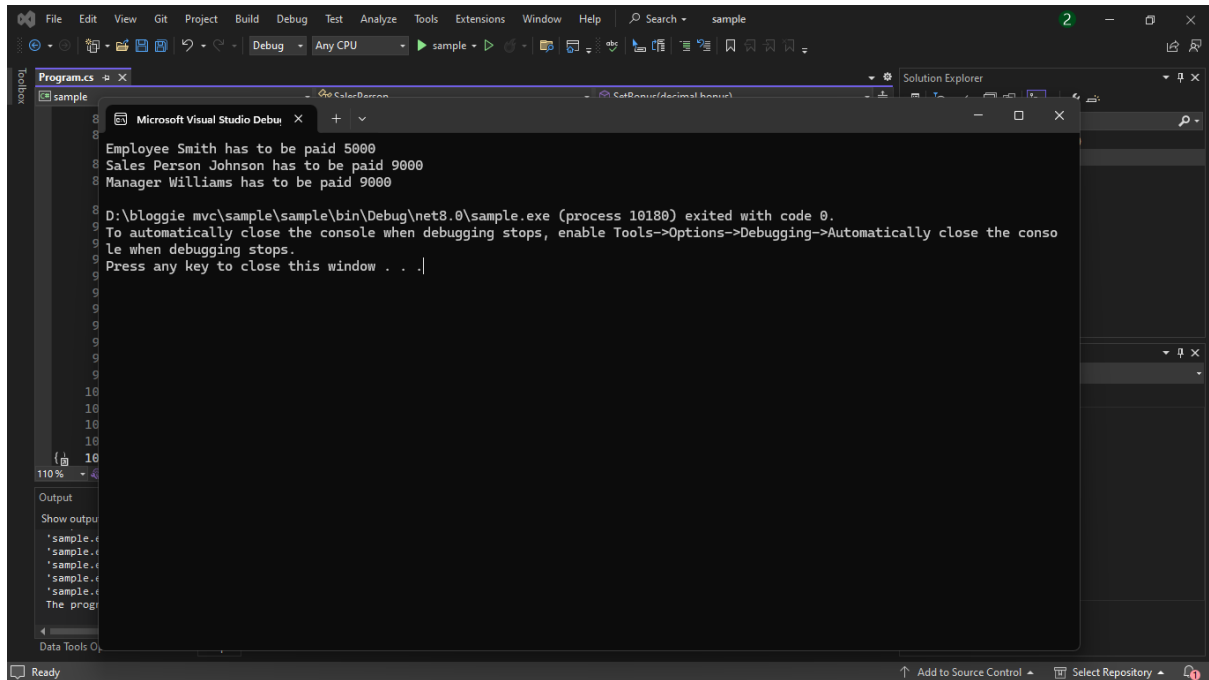 File Edit View Git Project Build Debug Test Analyze Tools Extensions Window Help Search sample 2
Debug Any CPU sample
Toolbox
Program.cs
Solution Explorer
sample SalesPerson SetBonus(decimal bonus)
Microsoft Visual Studio Debu
Employee Smith has to be paid 5000
Sales Person Johnson has to be paid 9000
Manager Williams has to be paid 9000
D:\bloggie mvc\sample\sample\bin\Debug\net8.0\sample.exe (process 10180) exited with code 0.
To automatically close the console when debugging stops, enable Tools->Options->Debugging->Automatically close the conso
le when debugging stops.
Press any key to close this window . . .
110 %
Output
Show outpu
'sample.e
'sample.e
'sample.e
'sample.e
'sample.e
The progr
Data Tools O
Ready Add to Source Control Select Repository 1